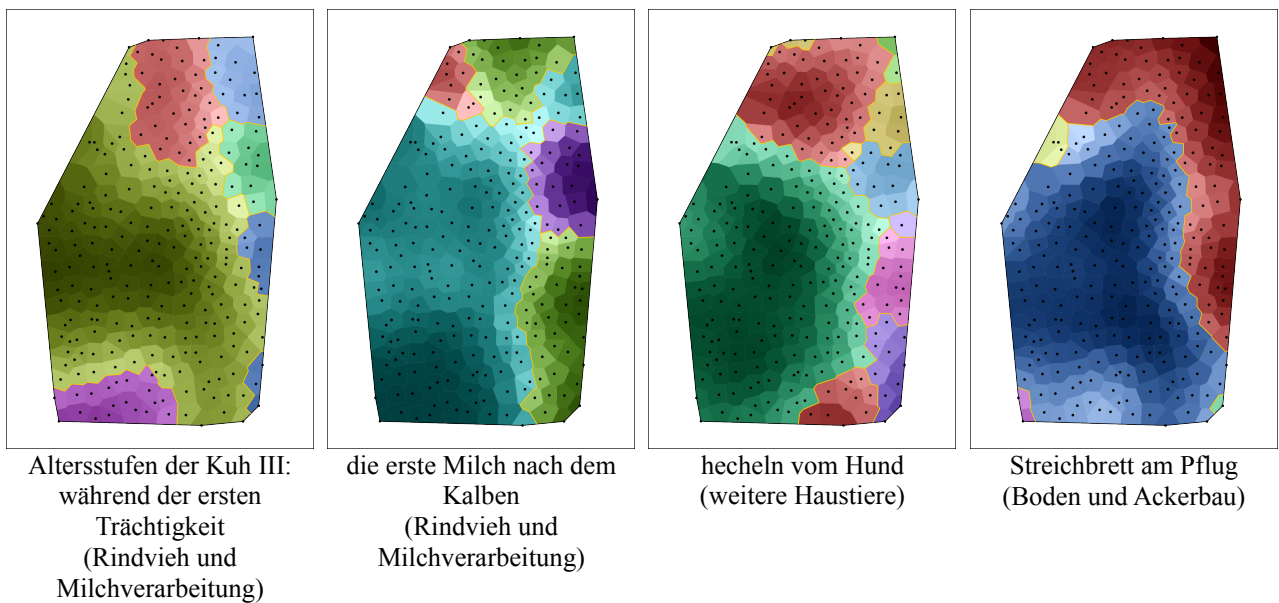 Altersstufen der Kuh III:
während der ersten
Trächtigkeit
(Rindvieh und
Milchverarbeitung)
die erste Milch nach dem
Kalben
(Rindvieh und
Milchverarbeitung)
hecheln vom Hund
(weitere Haustiere)
Streichbrett am Pflug
(Boden und Ackerbau)